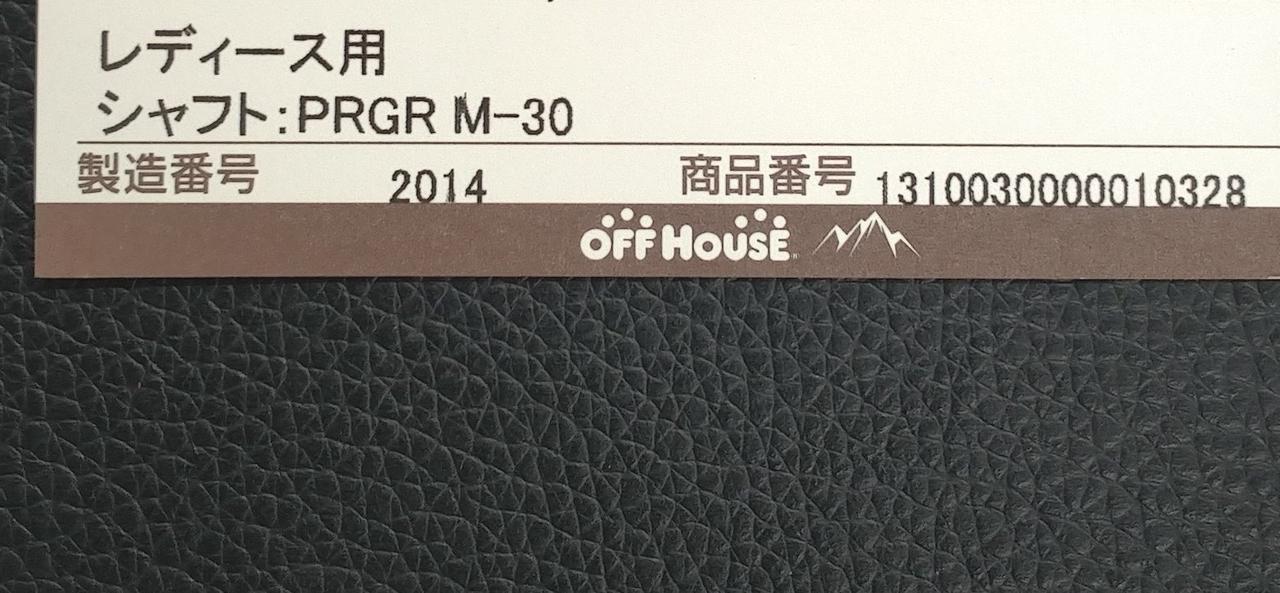 レディース用
シャフト:PRGR M-30
製造番号 2014 商品番号 1310030000010328
OFF HOUSE